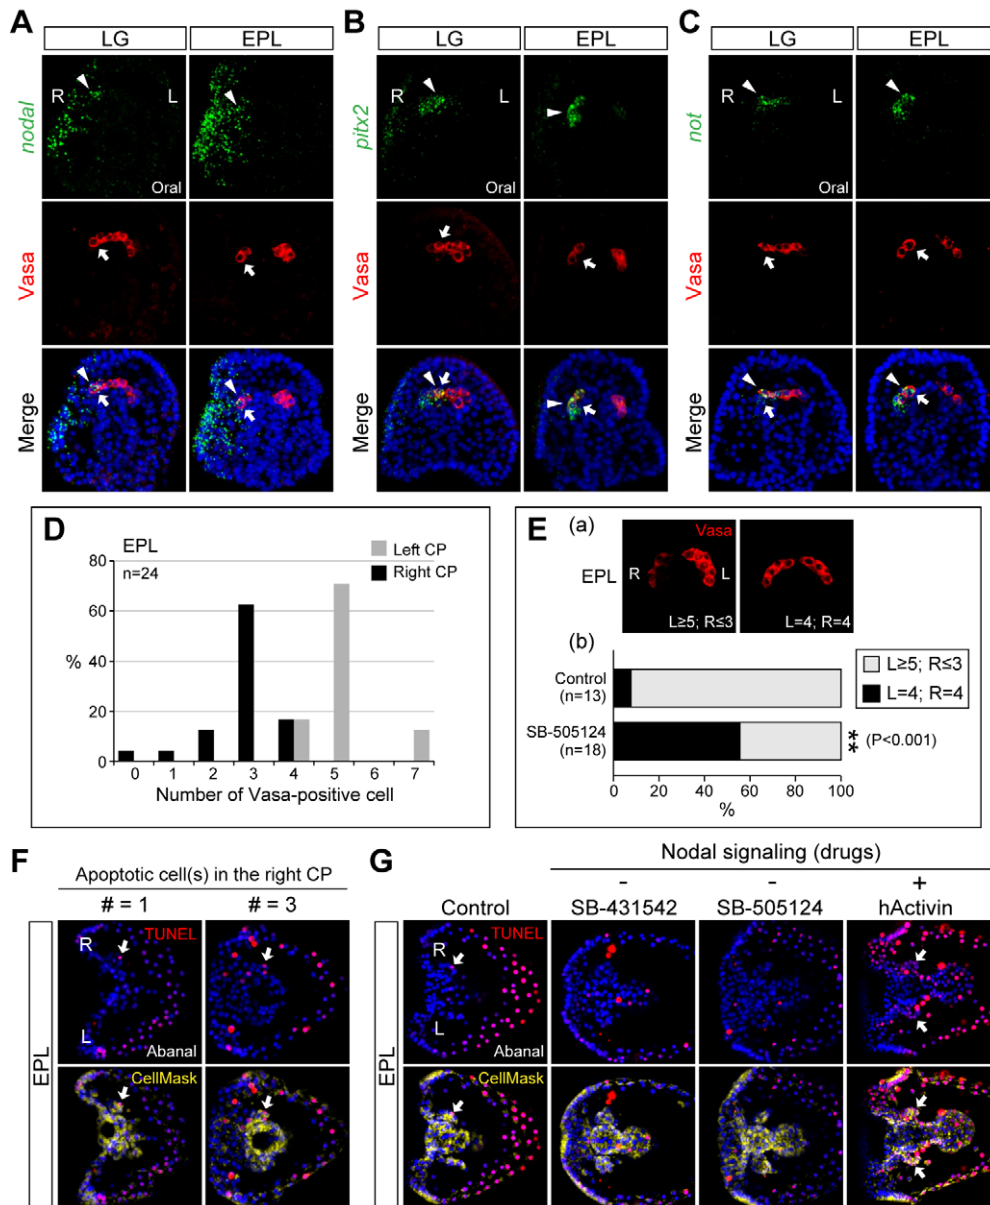 A
LG
EPL
nodal
R
L
Oral
Vasa
Merge
B
LG
EPL
pitx2
R
L
Oral
Vasa
Merge
C
LG
EPL
not
R
L
Oral
Vasa
Merge
D
EPL
n=24
Left CP
Right CP
80
60
%
40
20
0
0 1 2 3 4 5 6 7
Number of Vasa-positive cell
E
(a)
Vasa
EPL
R
L
L≥5; R≤3
L=4; R=4
(b)
Control
(n=13)
SB-505124
(n=18)
L≥5; R≤3
L=4; R=4
** (P<0.001)
0 20 40 60 80 100
%
F
Apoptotic cell(s) in the right CP
# = 1
# = 3
EPL
TUNEL
R
L
Abanal
CellMask
G
Nodal signaling (drugs)
- - +
Control SB-431542 SB-505124 hActivin
EPL
TUNEL
R
L
Abanal
CellMask